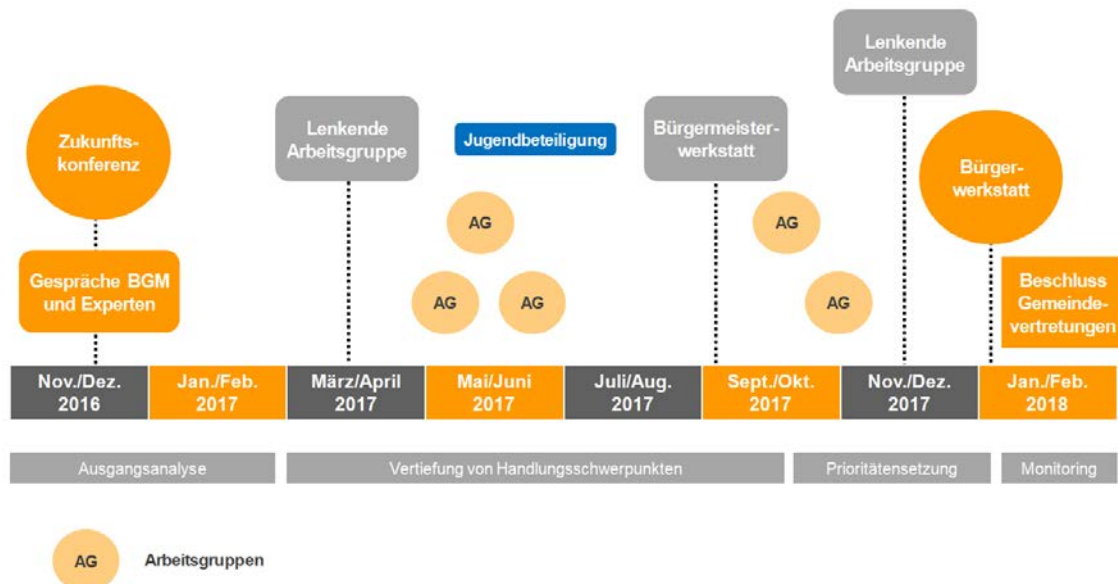 Lenkende
Arbeitsgruppe
Zukunfts-
konferenz
Lenkende
Arbeitsgruppe
Jugendbeteiligung
Bürgermeister-
werkstatt
Bürger-
werkstatt
AG
AG
Gespräche BGM
und Experten
AG
AG
AG
Beschluss
Gemeinde-
vertretungen
Nov./Dez.
2016
Jan./Feb.
2017
März/April
2017
Mai/Juni
2017
Juli/Aug.
2017
Sept./Okt.
2017
Nov./Dez.
2017
Jan./Feb.
2018
Ausgangsanalyse
Vertiefung von Handlungsschwerpunkten
Prioritätensetzung
Monitoring
AG
Arbeitsgruppen